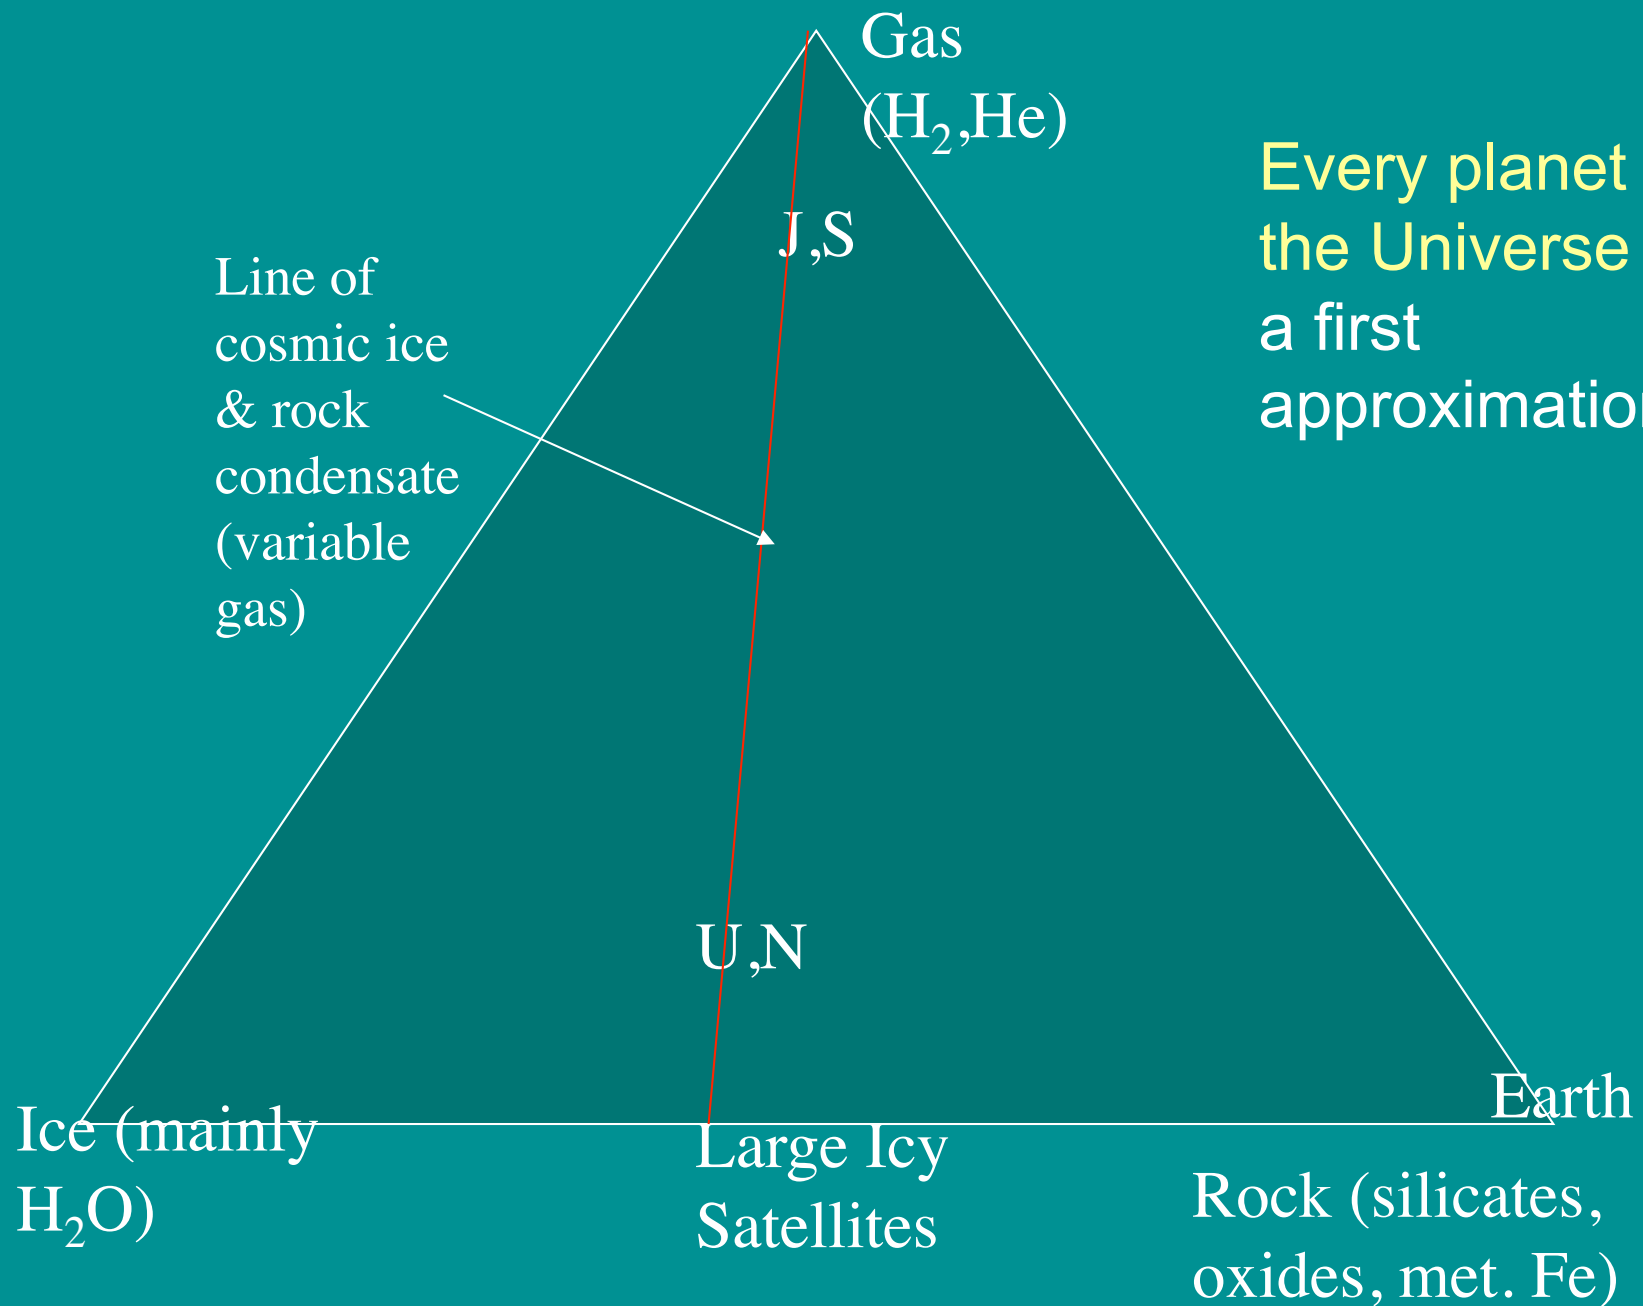 Gas
(H₂,He)
Every planet
the Universe
a first
J,S
Line of
cosmic ice
& rock
condensate
(variable
gas)
U,N
Earth
Ice (mainly
H₂O)
Large Icy
Satellites
Rock (silicates,
oxides, met. Fe)